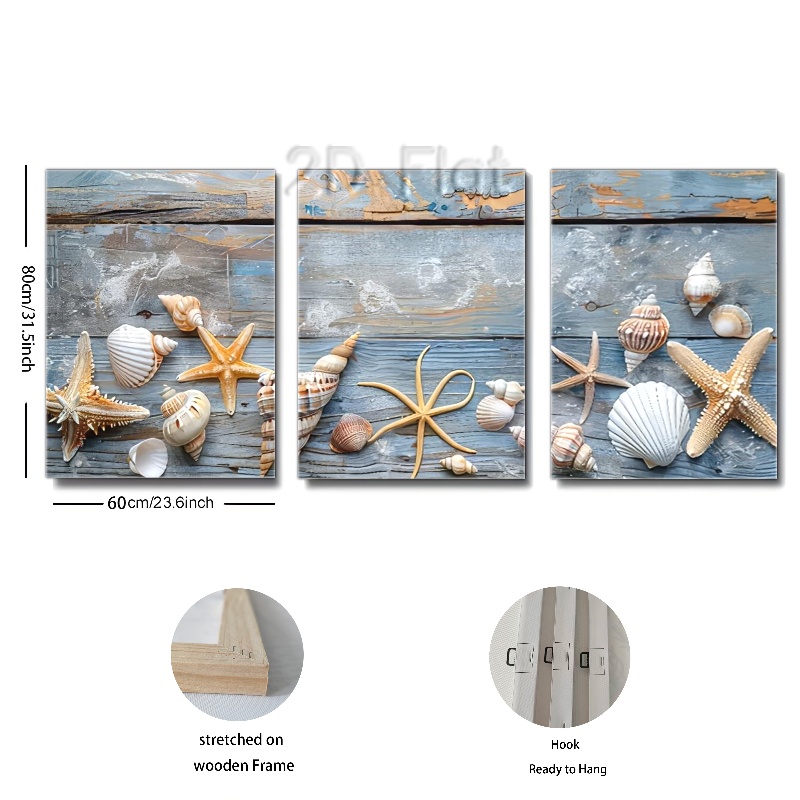 2D Flat
80cm/31.5inch
60cm/23.6inch
stretched on
wooden Frame
Hook
Ready to Hang